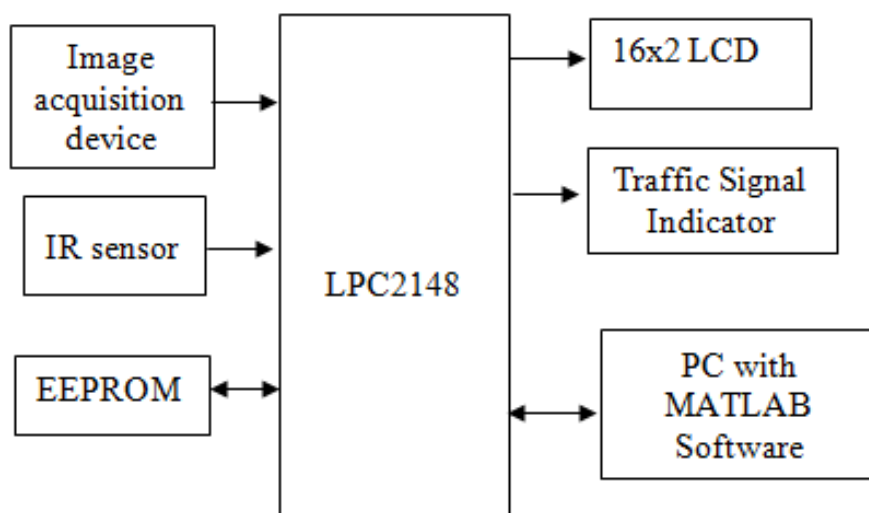 Image
acquisition
device
IR sensor
EEPROM
LPC2148
16x2 LCD
Traffic Signal
Indicator
PC with
MATLAB
Software